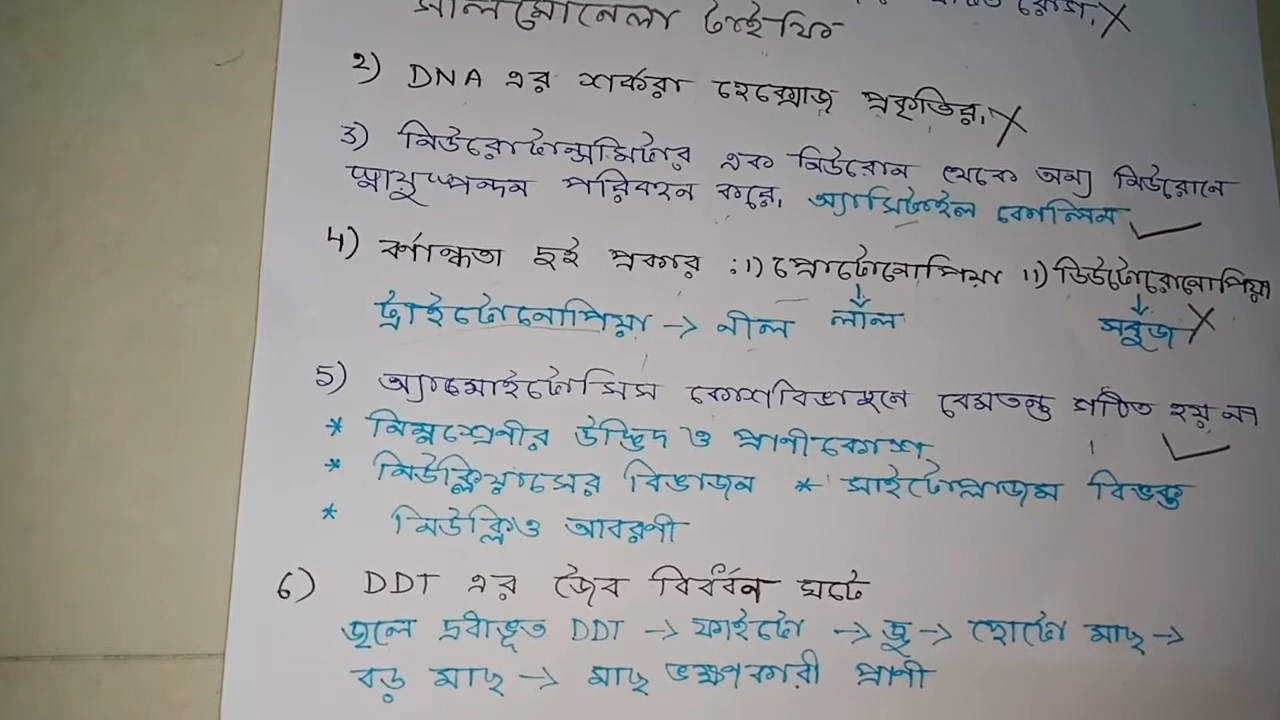 রোগ। X
সালমোনেলা টাইফি
2) DNA এর শর্করা হেক্সোজ প্রকৃতির। X
3) নিউরোট্রান্সমিটার এক নিউরোন থেকে অন্য নিউরোনে
স্নায়ুস্পন্দন পরিবহন করে। অ্যাসিটাইল কোলিন ✓
4) বর্ণান্ধতা দুই প্রকার : i) প্রোটোনোপিয়া ii) ডিউটোরোনোপিয়া
ট্রাইটোনোপিয়া → নীল ↓ লাল ↓ সবুজ X
5) অ্যামাইটোসিস কোশবিভাজনে বেমতন্তু গঠিত হয় না ✓
* নিম্নশ্রেণীর উদ্ভিদ ও প্রাণীকোশ
* নিউক্লিয়াসের বিভাজন * সাইটোপ্লাজম বিভক্ত
* নিউক্লিও আবরণী
6) DDT এর জৈব বিবর্ধন ঘটে
জলে দ্রবীভূত DDT → ফাইটো → জু → ছোটো মাছ →
বড় মাছ → মাছ ভক্ষণকারী প্রাণী